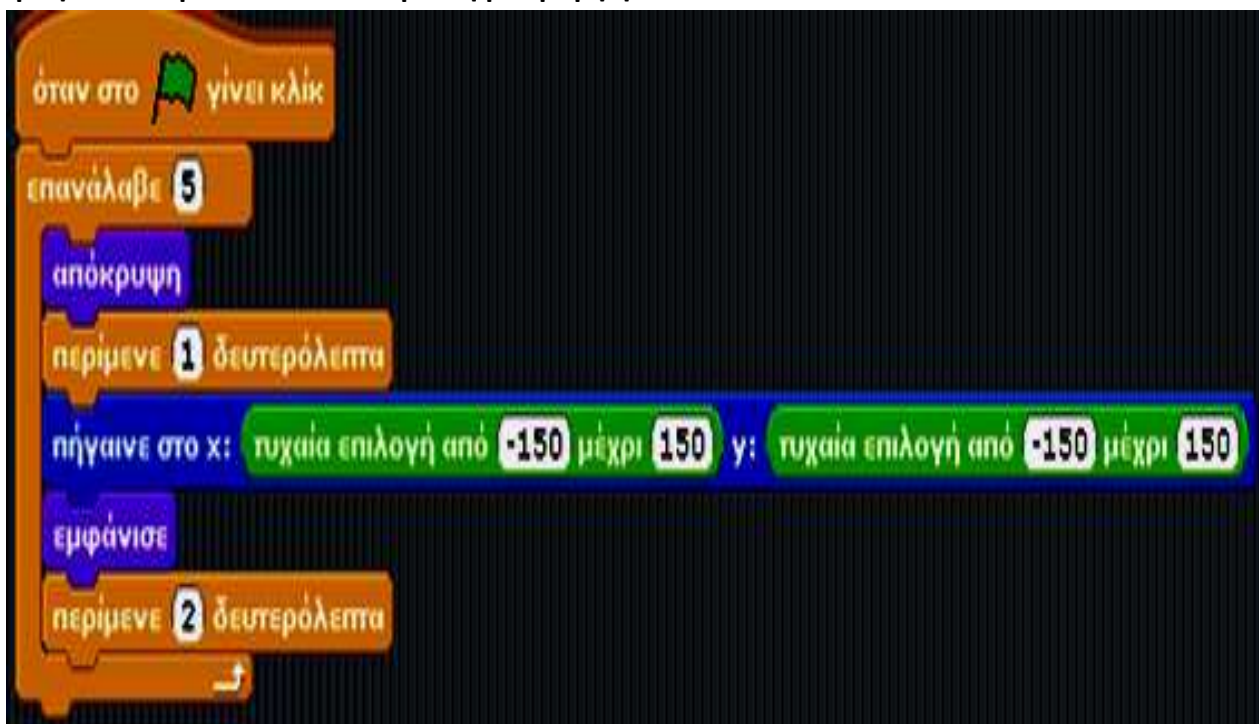 όταν στο γίνει κλίκ
επανάλαβε 5
απόκρυψη
περίμενε 1 δευτερόλεπτα
πήγαινε στο x: τυχαία επιλογή από -150 μέχρι 150 y: τυχαία επιλογή από -150 μέχρι 150
εμφάνισε
περίμενε 2 δευτερόλεπτα